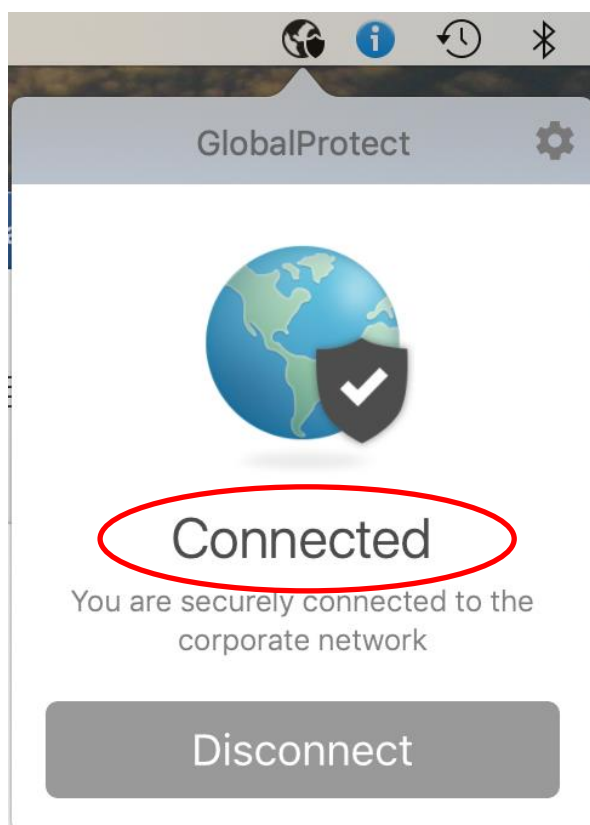 GlobalProtect
Connected
You are securely connected to the
corporate network
Disconnect